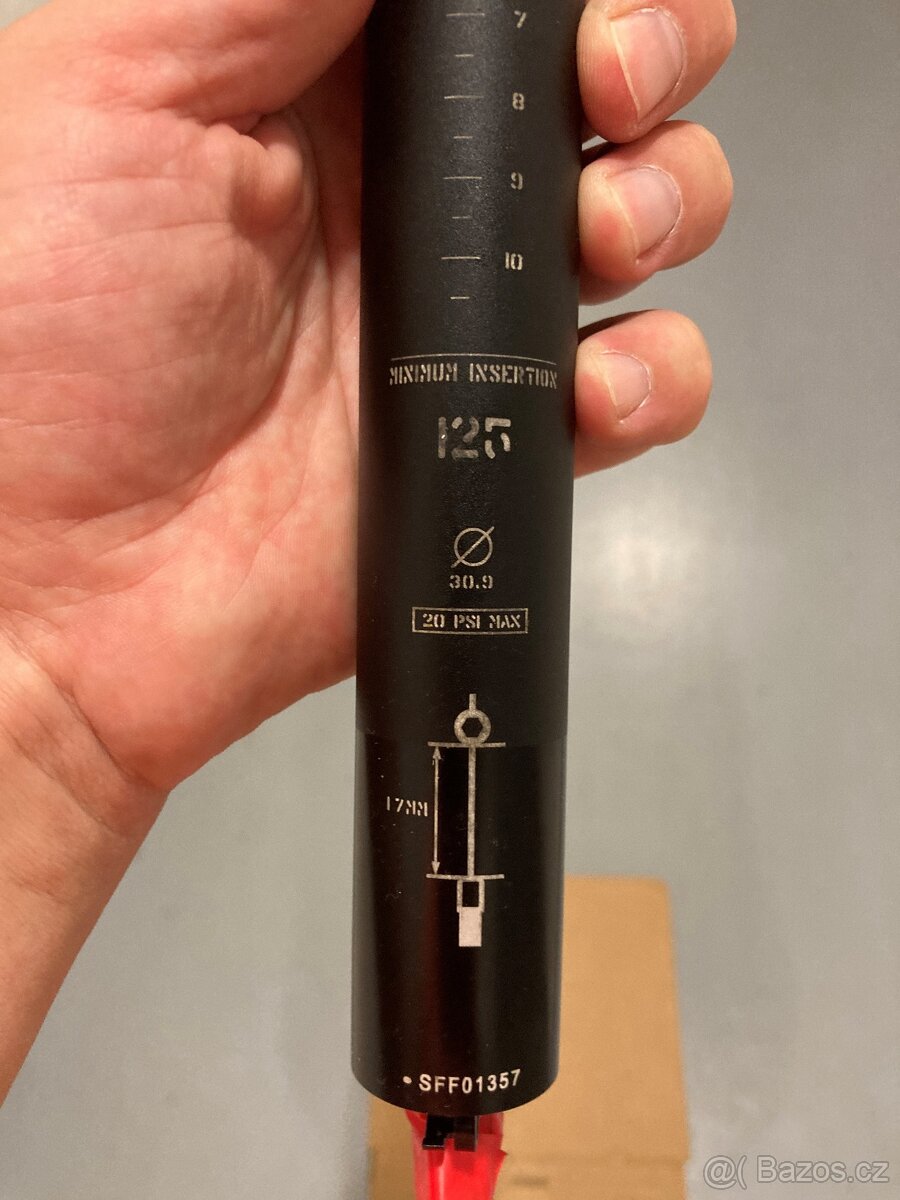 7
8
9
10
MINIMUM INSERTION
125
Ø
30.9
20 PSI MAX
17MM
• SFF01357
@( Bazos.cz